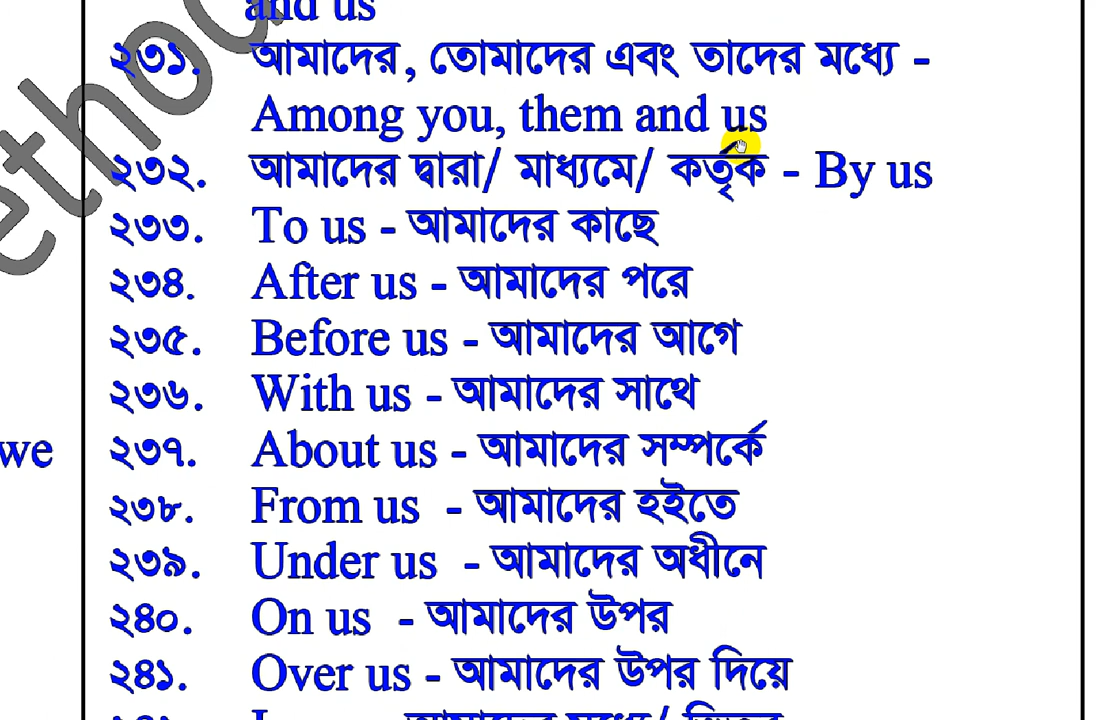 and us
২৩১. আমাদের, তোমাদের এবং তাদের মধ্যে -
Among you, them and us
২৩২. আমাদের দ্বারা/ মাধ্যমে/ কর্তৃক - By us
২৩৩. To us - আমাদের কাছে
২৩৪. After us - আমাদের পরে
২৩৫. Before us - আমাদের আগে
২৩৬. With us - আমাদের সাথে
we
২৩৭. About us - আমাদের সম্পর্কে
২৩৮. From us - আমাদের হইতে
২৩৯. Under us - আমাদের অধীনে
২৪০. On us - আমাদের উপর
২৪১. Over us - আমাদের উপর দিয়ে